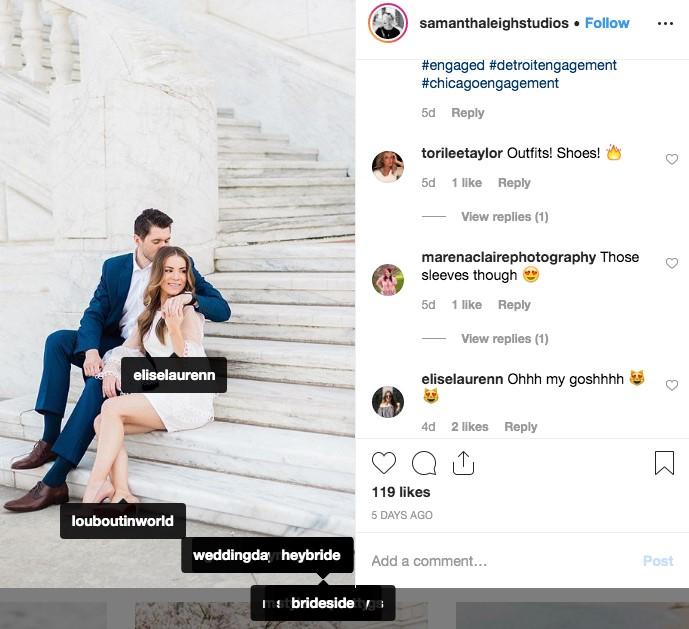 samanthaleighstudios • Follow
#engaged #detroitengagement
#chicagoengagement
5d Reply
torileetaylor Outfits! Shoes! 🔥
5d 1 like Reply
View replies (1)
marenaclairephotography Those
sleeves though 😍
5d 1 like Reply
View replies (1)
eliselaurenn Ohhh my goshhhh 😻
😻
4d 2 likes Reply
119 likes
5 DAYS AGO
Add a comment... Post
eliselaurenn
louboutinworld
weddingday heybride
brideside